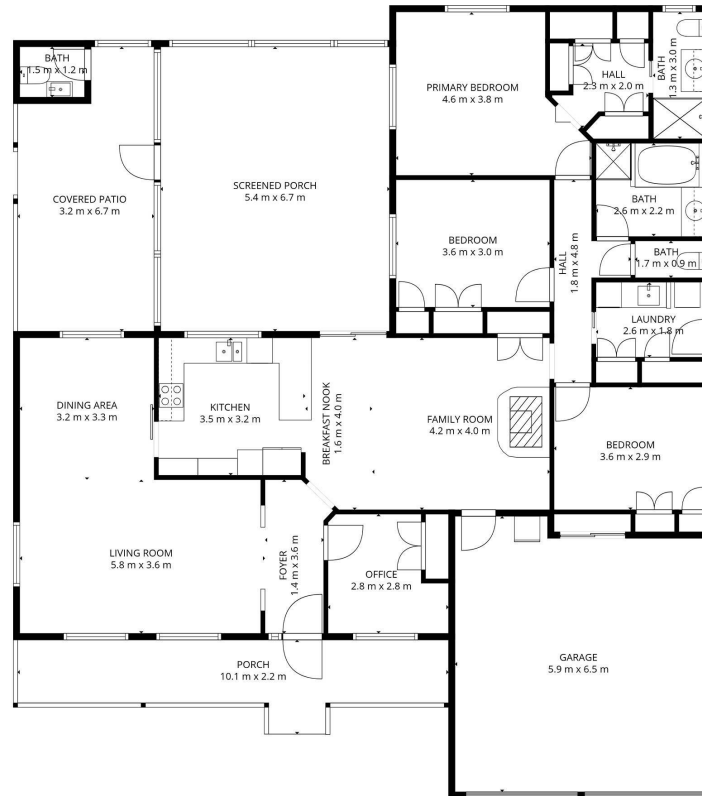 BATH
1.5 m x 1.2 m
PRIMARY BEDROOM
4.6 m x 3.8 m
HALL
2.3 m x 2.0 m
BATH
1.3 m x 3.0 m
COVERED PATIO
3.2 m x 6.7 m
SCREENED PORCH
5.4 m x 6.7 m
BATH
2.6 m x 2.2 m
BEDROOM
3.6 m x 3.0 m
HALL
1.8 m x 4.8 m
BATH
1.7 m x 0.9 m
LAUNDRY
2.6 m x 1.8 m
DINING AREA
3.2 m x 3.3 m
KITCHEN
3.5 m x 3.2 m
BREAKFAST NOOK
1.6 m x 4.0 m
FAMILY ROOM
4.2 m x 4.0 m
BEDROOM
3.6 m x 2.9 m
LIVING ROOM
5.8 m x 3.6 m
FOYER
1.4 m x 3.6 m
OFFICE
2.8 m x 2.8 m
PORCH
10.1 m x 2.2 m
GARAGE
5.9 m x 6.5 m